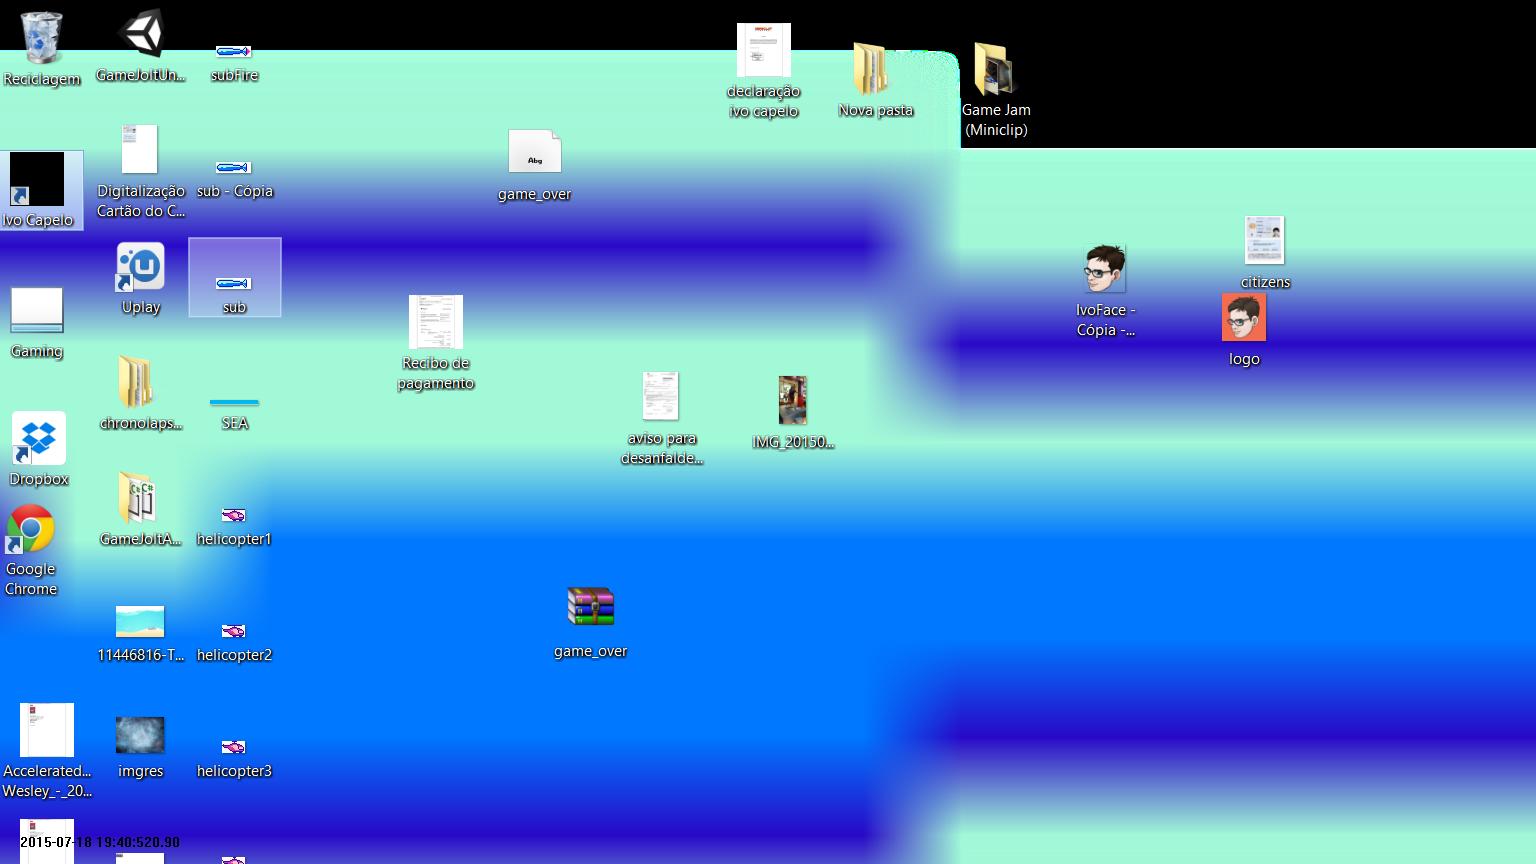 Reciclagem
GameJoltUn...
subFire
declaração
ivo capelo
Nova pasta
Game Jam
(Miniclip)
Ivo Capelo
Digitalização
Cartão do C...
sub - Cópia
Abg
game_over
Uplay
sub
citizens
IvoFace -
Cópia -...
logo
Gaming
Recibo de
pagamento
chronolaps...
SEA
aviso para
desanfalde...
IMG_20150...
Dropbox
GameJoltA...
helicopter1
Google
Chrome
11446816-T...
helicopter2
game_over
Accelerated...
Wesley_-_20...
imgres
helicopter3
2015-07-18 19:40:520.90